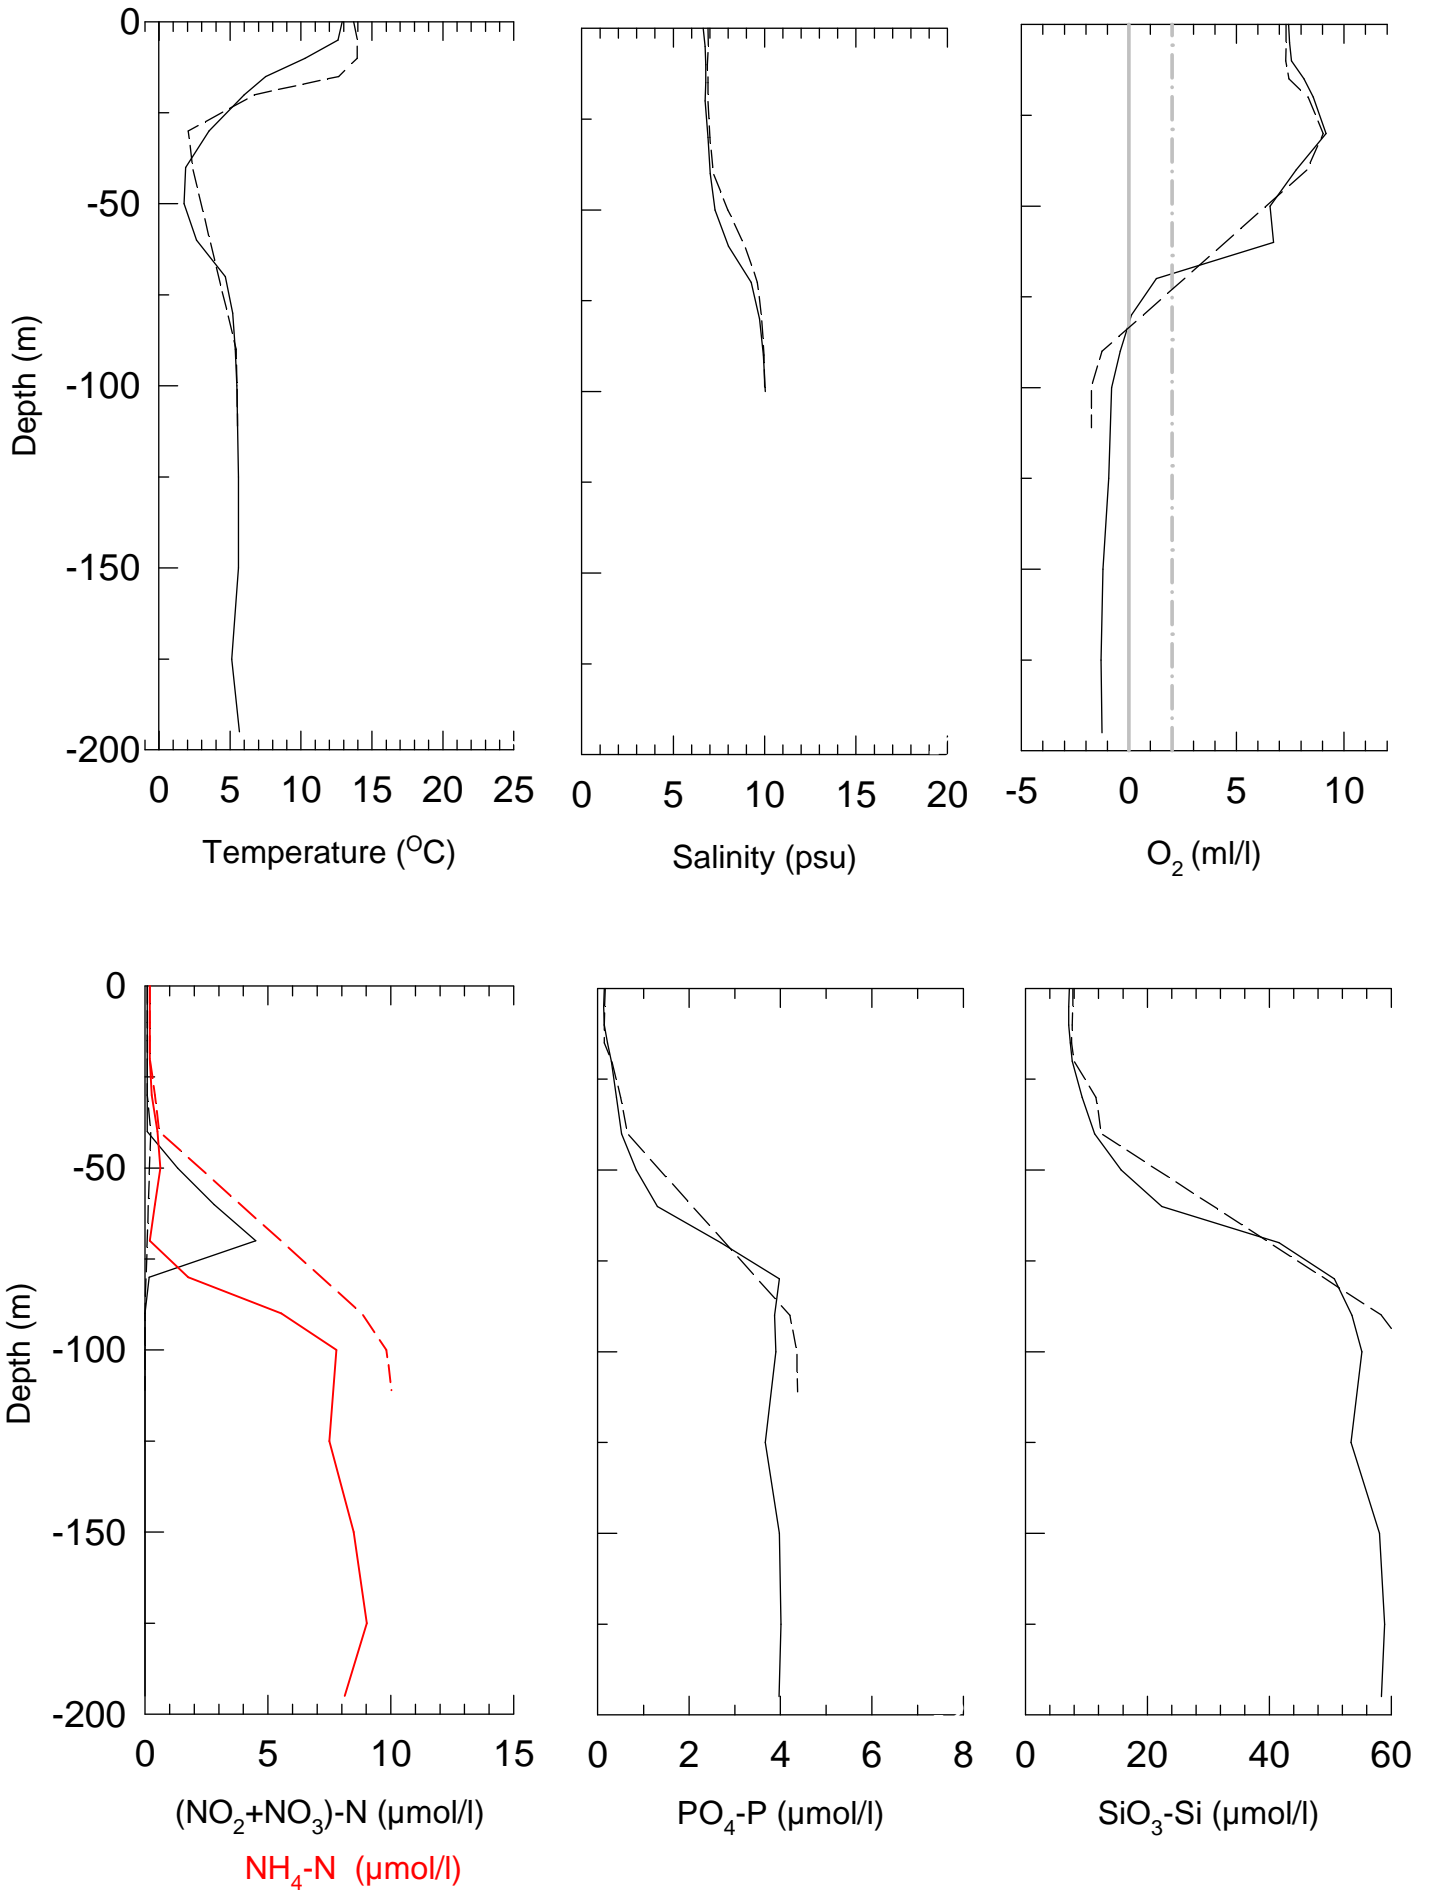 0
-50
-100
-150
-200
Depth (m)
0 5 10 15 20 25
Temperature (OC)
0 5 10 15 20
Salinity (psu)
-5 0 5 10
O2 (ml/l)
0
-50
-100
-150
-200
Depth (m)
0 5 10 15
(NO2+NO3)-N (µmol/l)
NH4-N (µmol/l)
0 2 4 6 8
PO4-P (µmol/l)
0 20 40 60
SiO3-Si (µmol/l)